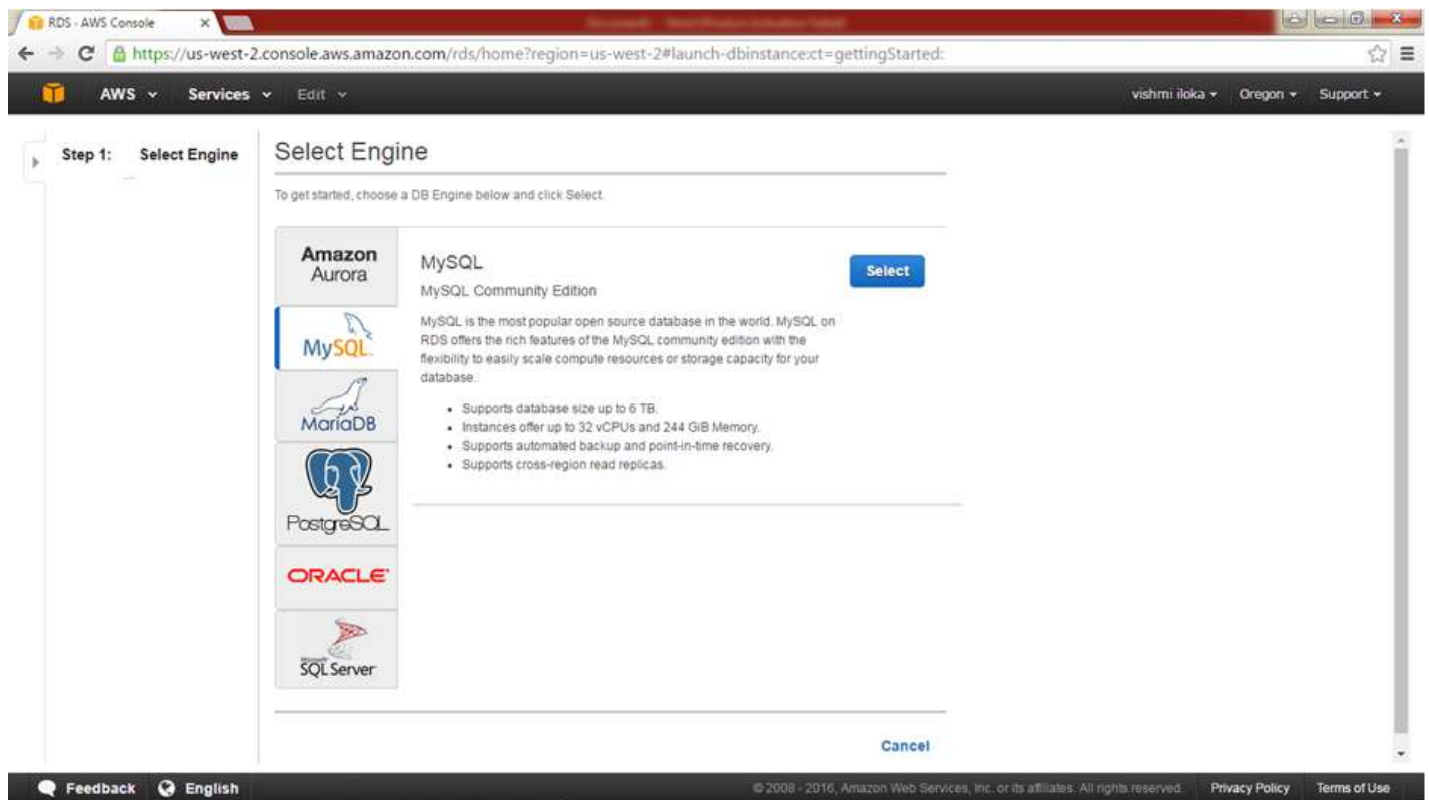 RDS - AWS Console
https://us-west-2.console.aws.amazon.com/rds/home?region=us-west-2#launch-dbinstance:ct=gettingStarted:
AWS Services Edit vishmi iloka Oregon Support
Step 1: Select Engine
Select Engine
To get started, choose a DB Engine below and click Select.
Amazon
Aurora
MySQL
MariaDB
PostgreSQL
ORACLE
SQL Server
MySQL
Select
MySQL Community Edition
MySQL is the most popular open source database in the world. MySQL on
RDS offers the rich features of the MySQL community edition with the
flexibility to easily scale compute resources or storage capacity for your
database.
• Supports database size up to 6 TB.
• Instances offer up to 32 vCPUs and 244 GiB Memory.
• Supports automated backup and point-in-time recovery.
• Supports cross-region read replicas.
Cancel
Feedback English © 2008 - 2016, Amazon Web Services, Inc. or its affiliates. All rights reserved. Privacy Policy Terms of Use